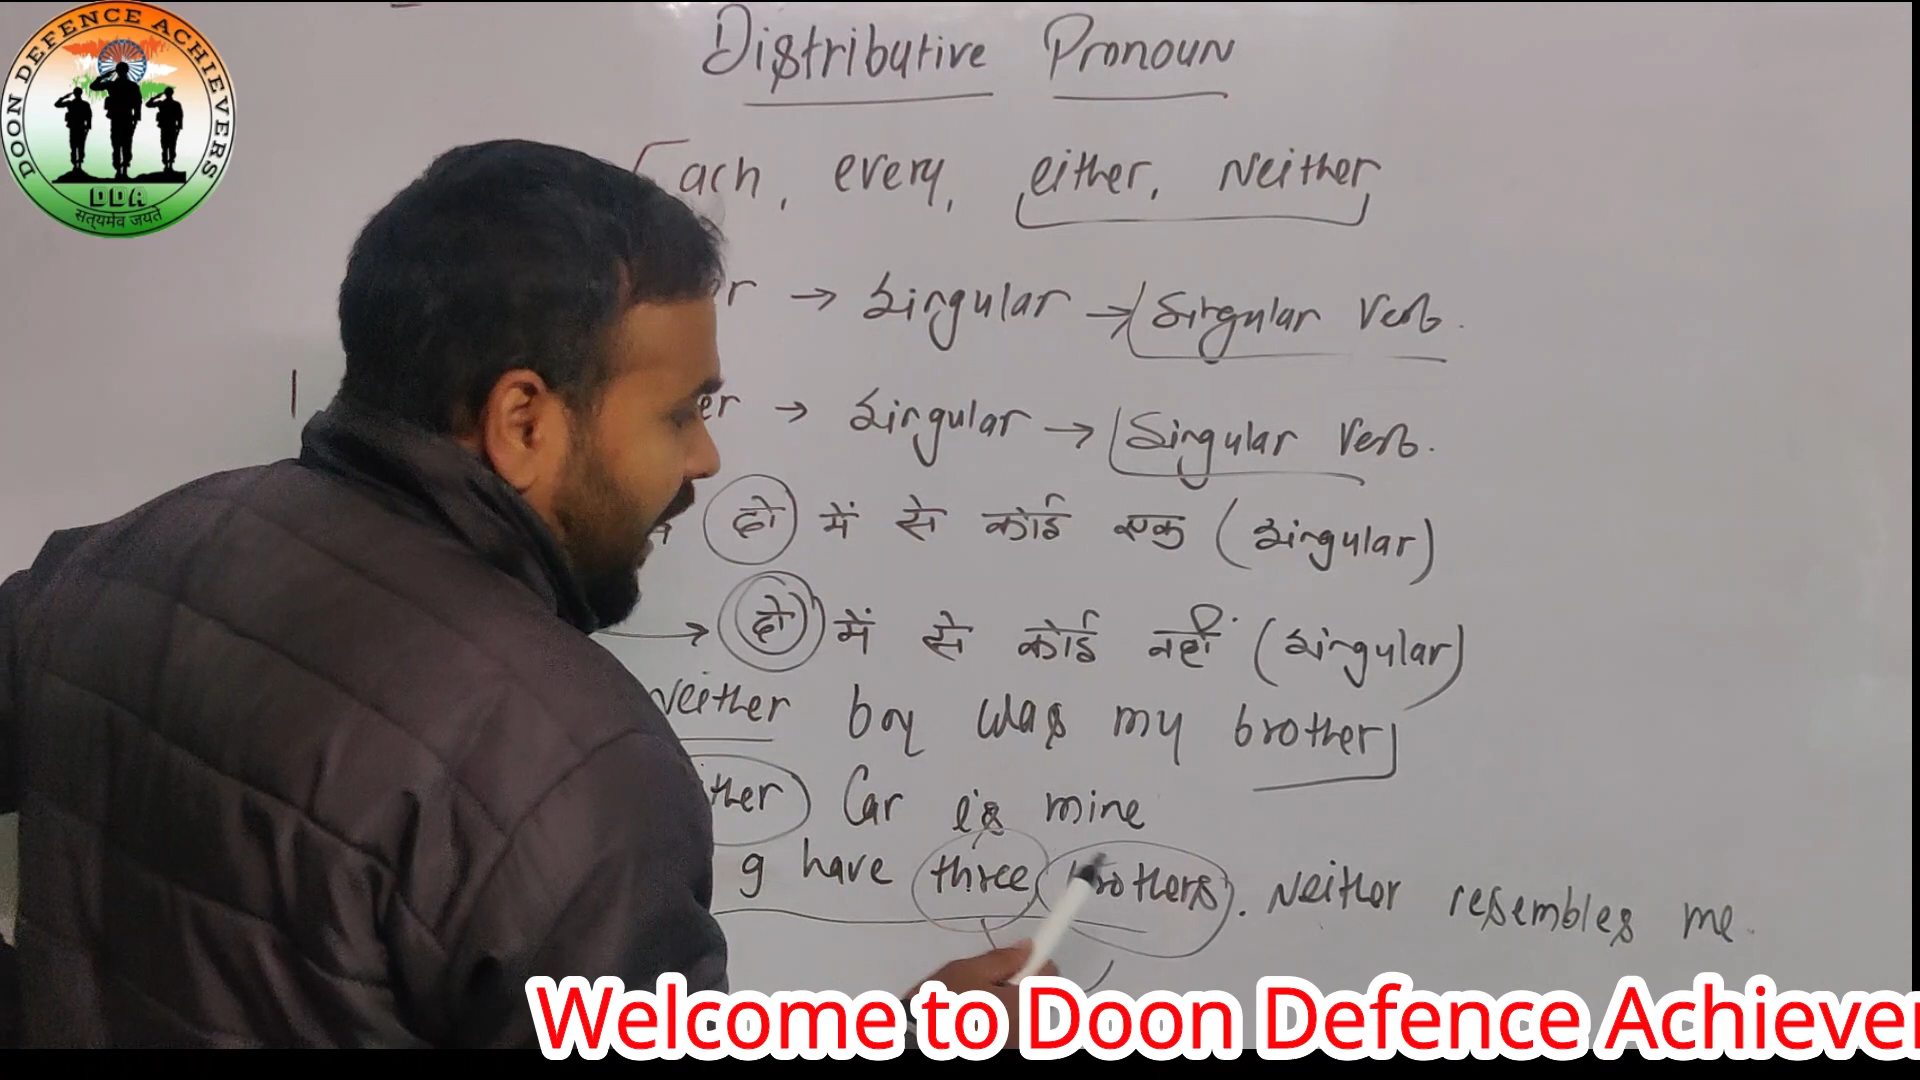 DOON DEFENCE ACHIEVERS
DDA
सत्यमेव जयते
Distributive Pronoun
Each, every, either, Neither
r → Singular → Singular Verb.
er → Singular → Singular Verb.
दो में से कोई एक (Singular)
→ दो में से कोई नहीं (Singular)
Neither boy was my brother
ther Car is mine
I have three brothers. Neither resembles me.
Welcome to Doon Defence Achiever